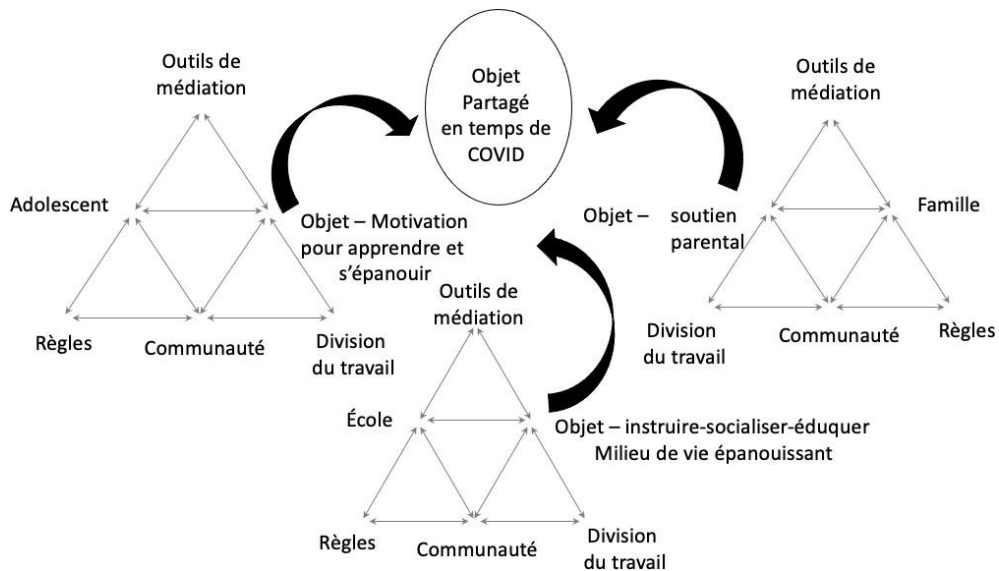 Outils de
médiation
Adolescent
Objet – Motivation
pour apprendre et
s’épanouir
Règles
Communauté
Division
du travail
Objet
Partagé
en temps de
COVID
Outils de
médiation
Objet – soutien
parental
Famille
Division
du travail
Communauté
Règles
Outils de
médiation
École
Objet – instruire-socialiser-éduquer
Milieu de vie épanouissant
Règles
Communauté
Division
du travail